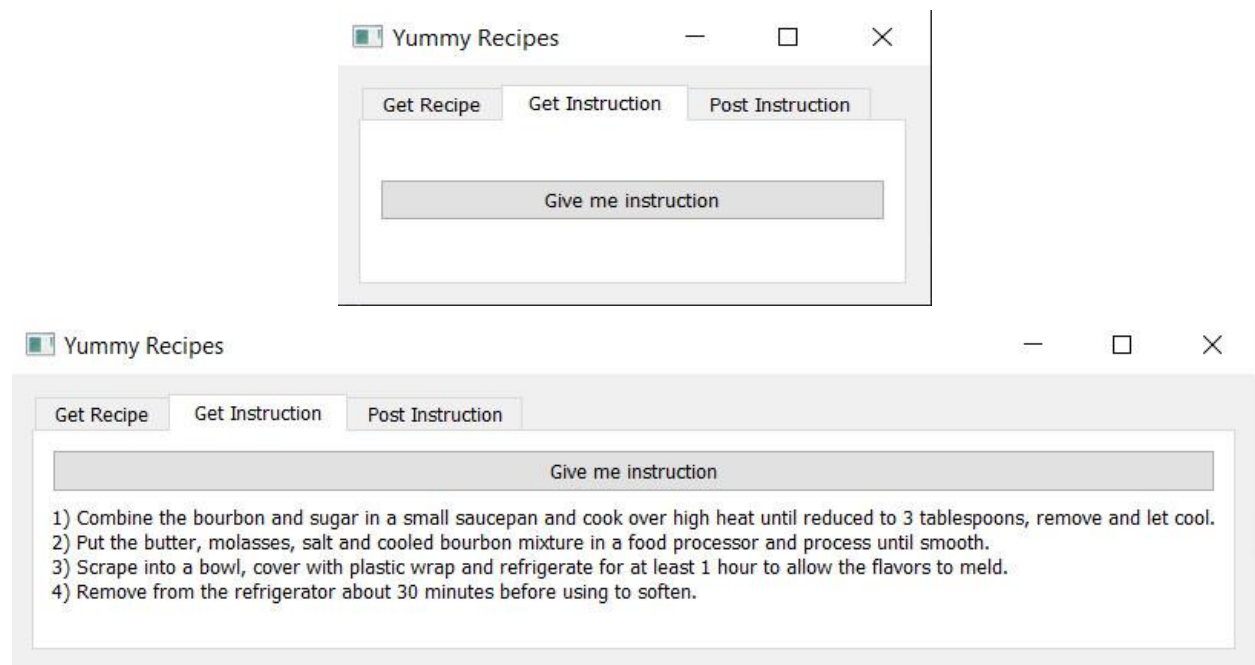 Yummy Recipes
Get Recipe Get Instruction Post Instruction
Give me instruction
Yummy Recipes
Get Recipe Get Instruction Post Instruction
Give me instruction
1) Combine the bourbon and sugar in a small saucepan and cook over high heat until reduced to 3 tablespoons, remove and let cool.
2) Put the butter, molasses, salt and cooled bourbon mixture in a food processor and process until smooth.
3) Scrape into a bowl, cover with plastic wrap and refrigerate for at least 1 hour to allow the flavors to meld.
4) Remove from the refrigerator about 30 minutes before using to soften.